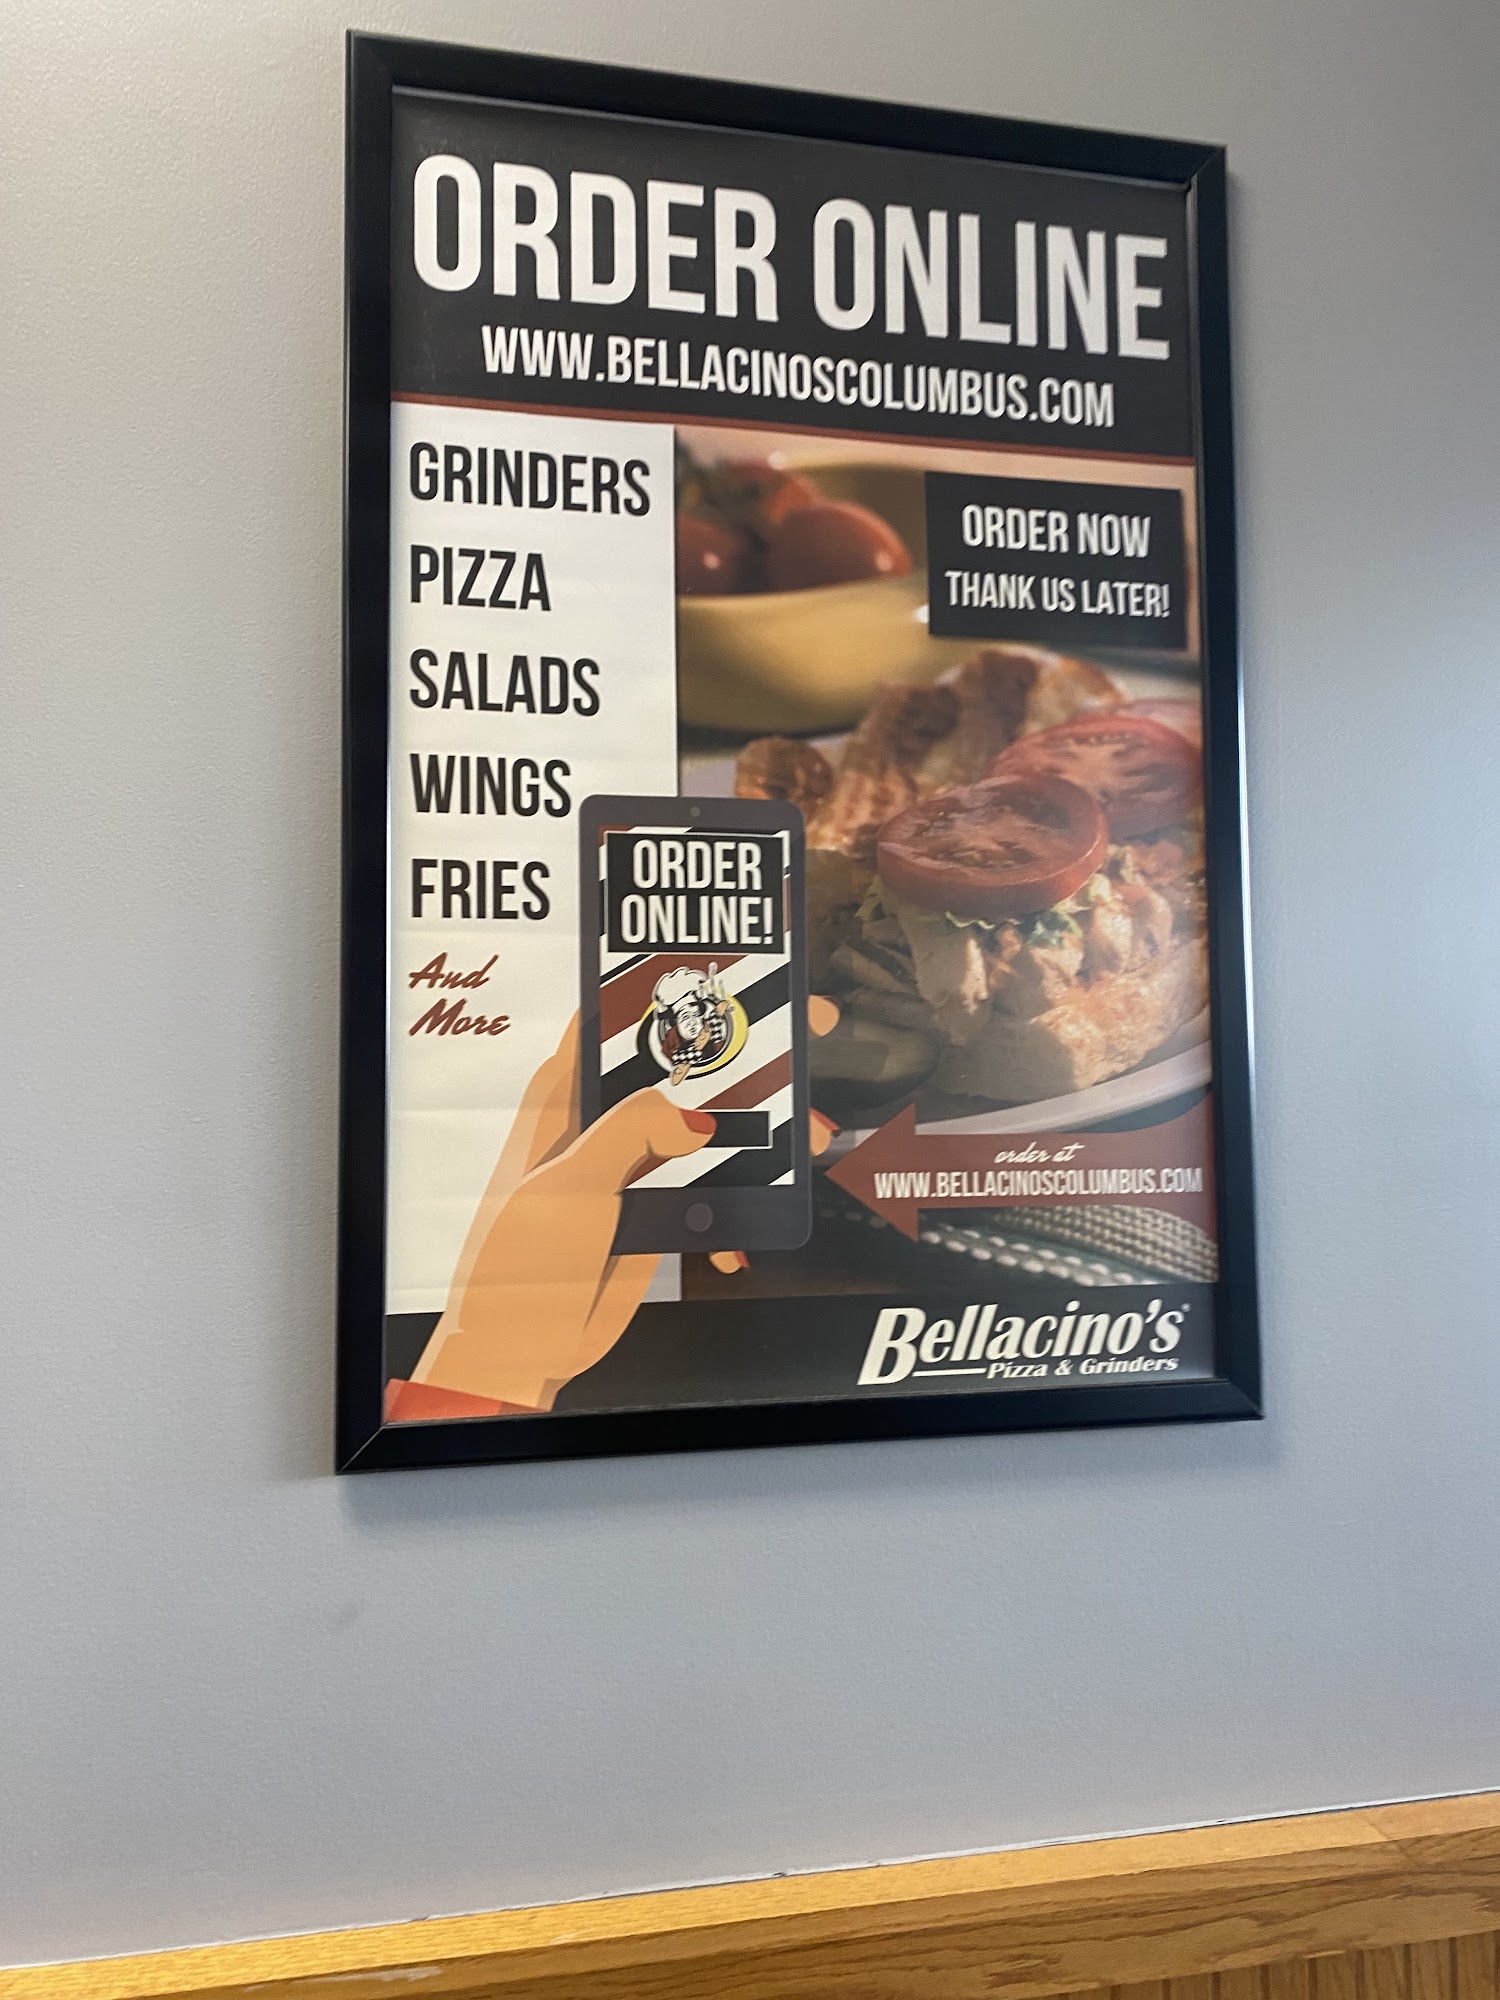 ORDER ONLINE
WWW.BELLACINOSCOLUMBUS.COM
GRINDERS
PIZZA
SALADS
WINGS
FRIES
And
More
ORDER NOW
THANK US LATER!
ORDER
ONLINE!
order at
WWW.BELLACINOSCOLUMBUS.COM
Bellacino's®
Pizza & Grinders